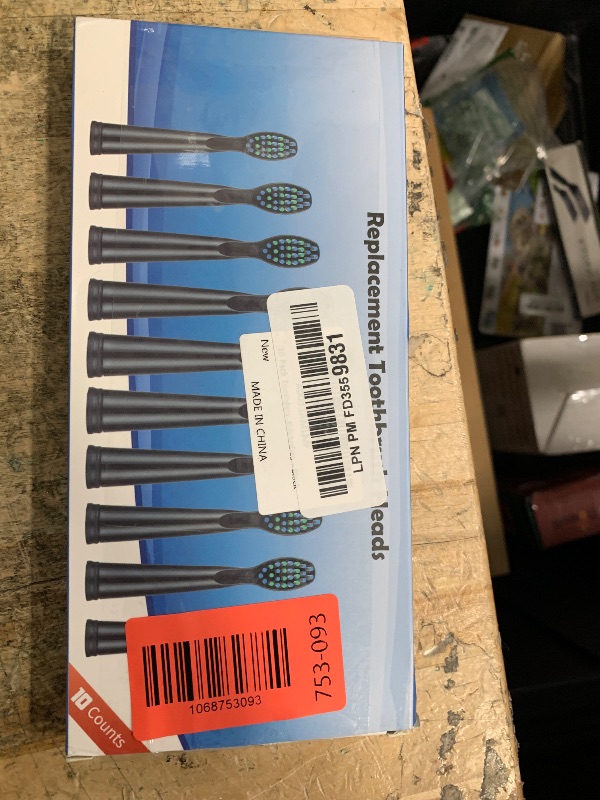 Replacement Toothbrush Heads
LPN PM FD3559831
New
MADE IN CHINA
1068753093
753-093
10 Counts